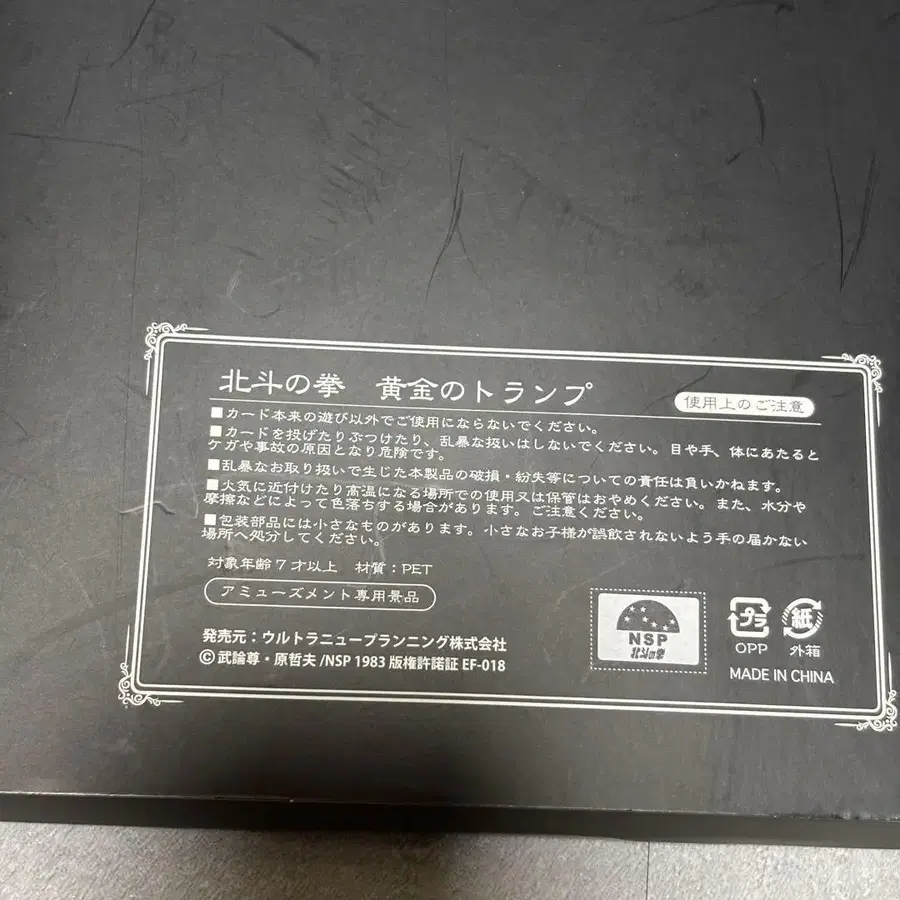 北斗の拳　黄金のトランプ
使用上のご注意
■カード本来の遊び以外でご使用にならないでください。
■カードを投げたりぶつけたり、乱暴な扱いはしないでください。目や手、体にあたると
ケガや事故の原因となり危険です。
■乱暴なお取り扱いで生じた本製品の破損・紛失等についての責任は負いかねます。
■火気に近付けたり高温になる場所での使用又は保管はおやめください。また、水分や
摩擦などによって色落ちする場合があります。ご注意ください。
■包装部品には小さなものがあります。小さなお子様が誤飲されないよう手の届かない
場所へ処分してください。
対象年齢7才以上　材質：PET
アミューズメント専用景品
発売元：ウルトラニュープランニング株式会社
©武論尊・原哲夫/NSP 1983 版権許諾証 EF-018
NSP
北斗の拳
プラ
OPP
紙
外箱
MADE IN CHINA